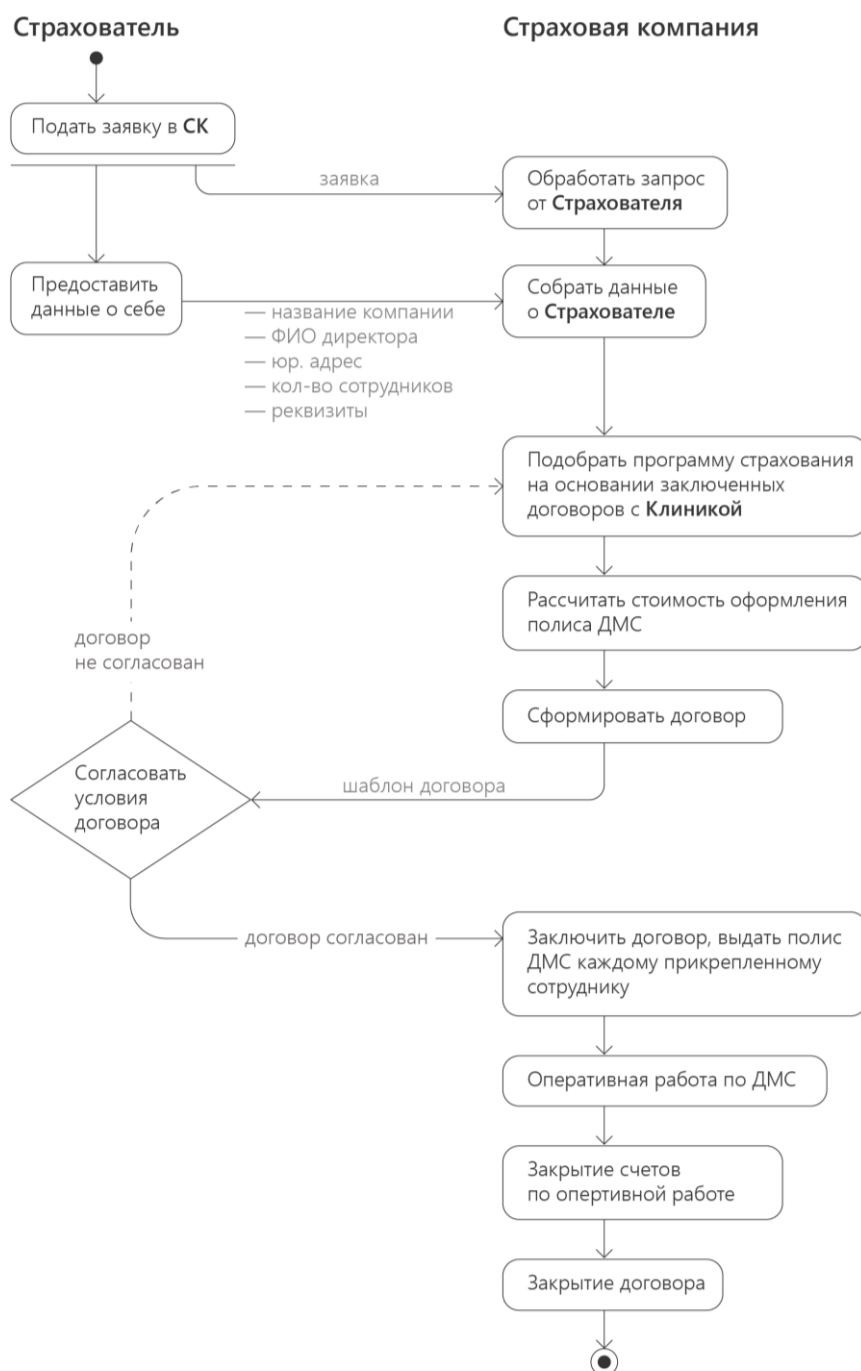 Страхователь
Страховая компания
Подать заявку в СК
заявка
Обработать запрос
от Страхователя
Предоставить
данные о себе
— название компании
— ФИО директора
— юр. адрес
— кол-во сотрудников
— реквизиты
Собрать данные
о Страхователе
Подобрать программу страхования
на основании заключенных
договоров с Клиникой
Рассчитать стоимость оформления
полиса ДМС
договор
не согласован
Сформировать договор
шаблон договора
Согласовать
условия
договора
договор согласован
Заключить договор, выдать полис
ДМС каждому прикрепленному
сотруднику
Оперативная работа по ДМС
Закрытие счетов
по опертивной работе
Закрытие договора